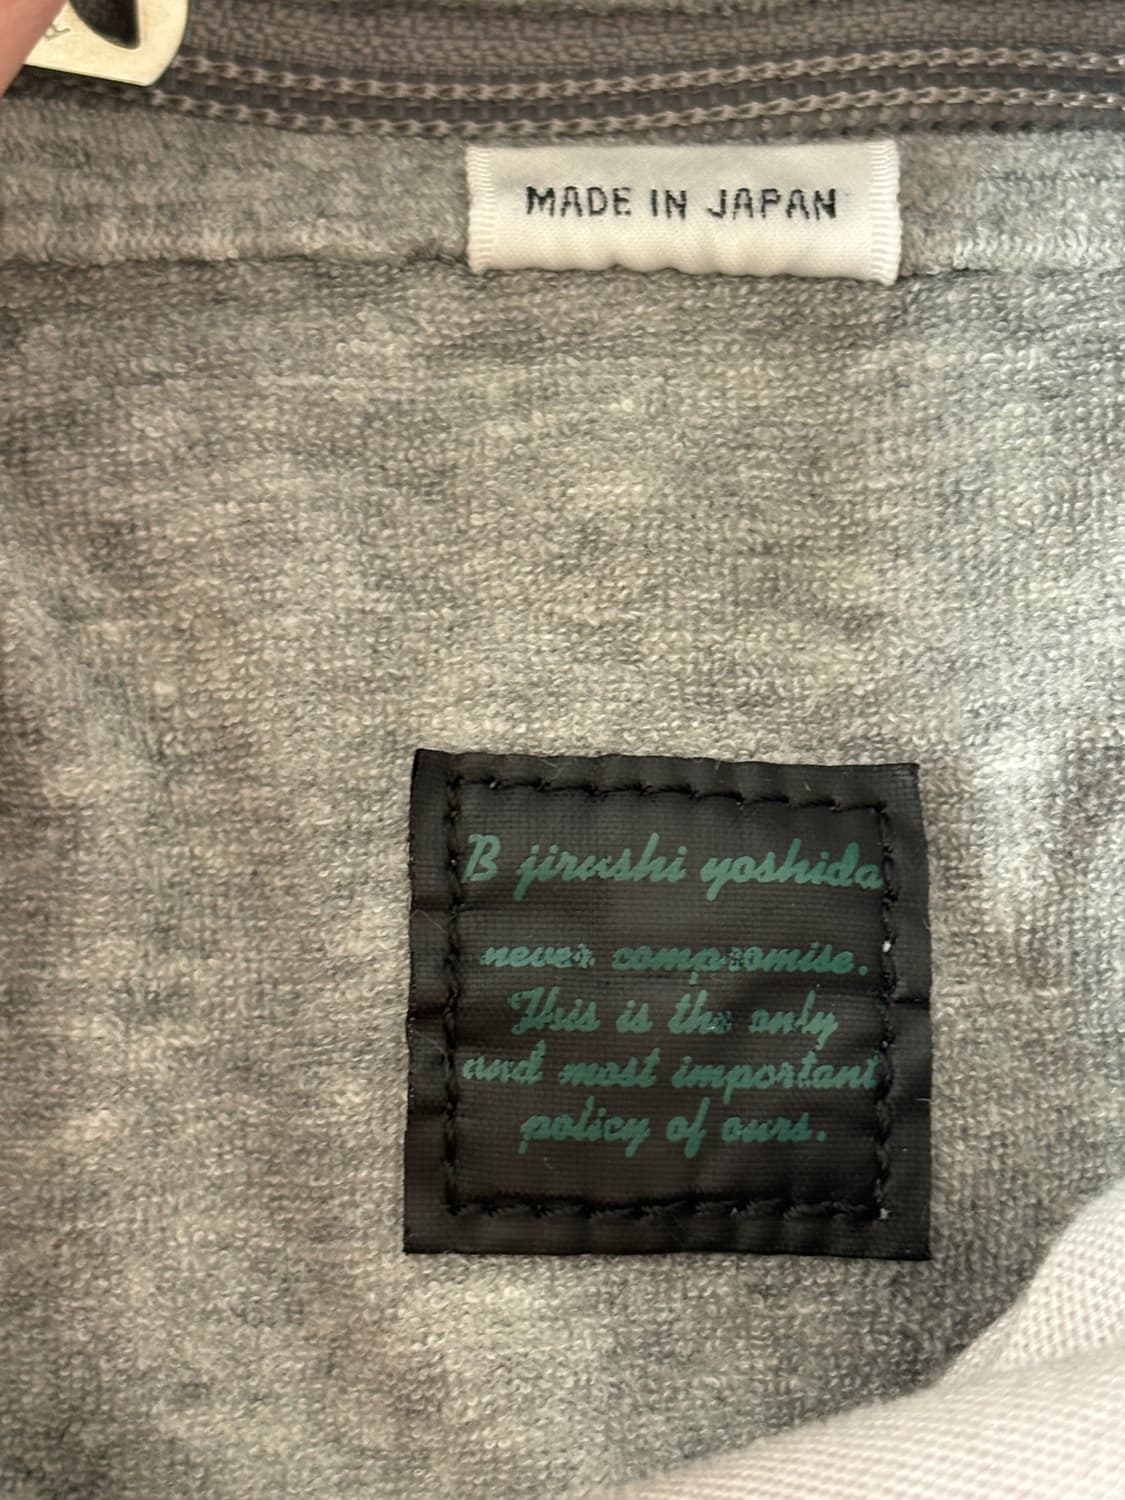 MADE IN JAPAN
B jirushi yoshida
never compromise.
This is the only
and most important
policy of ours.